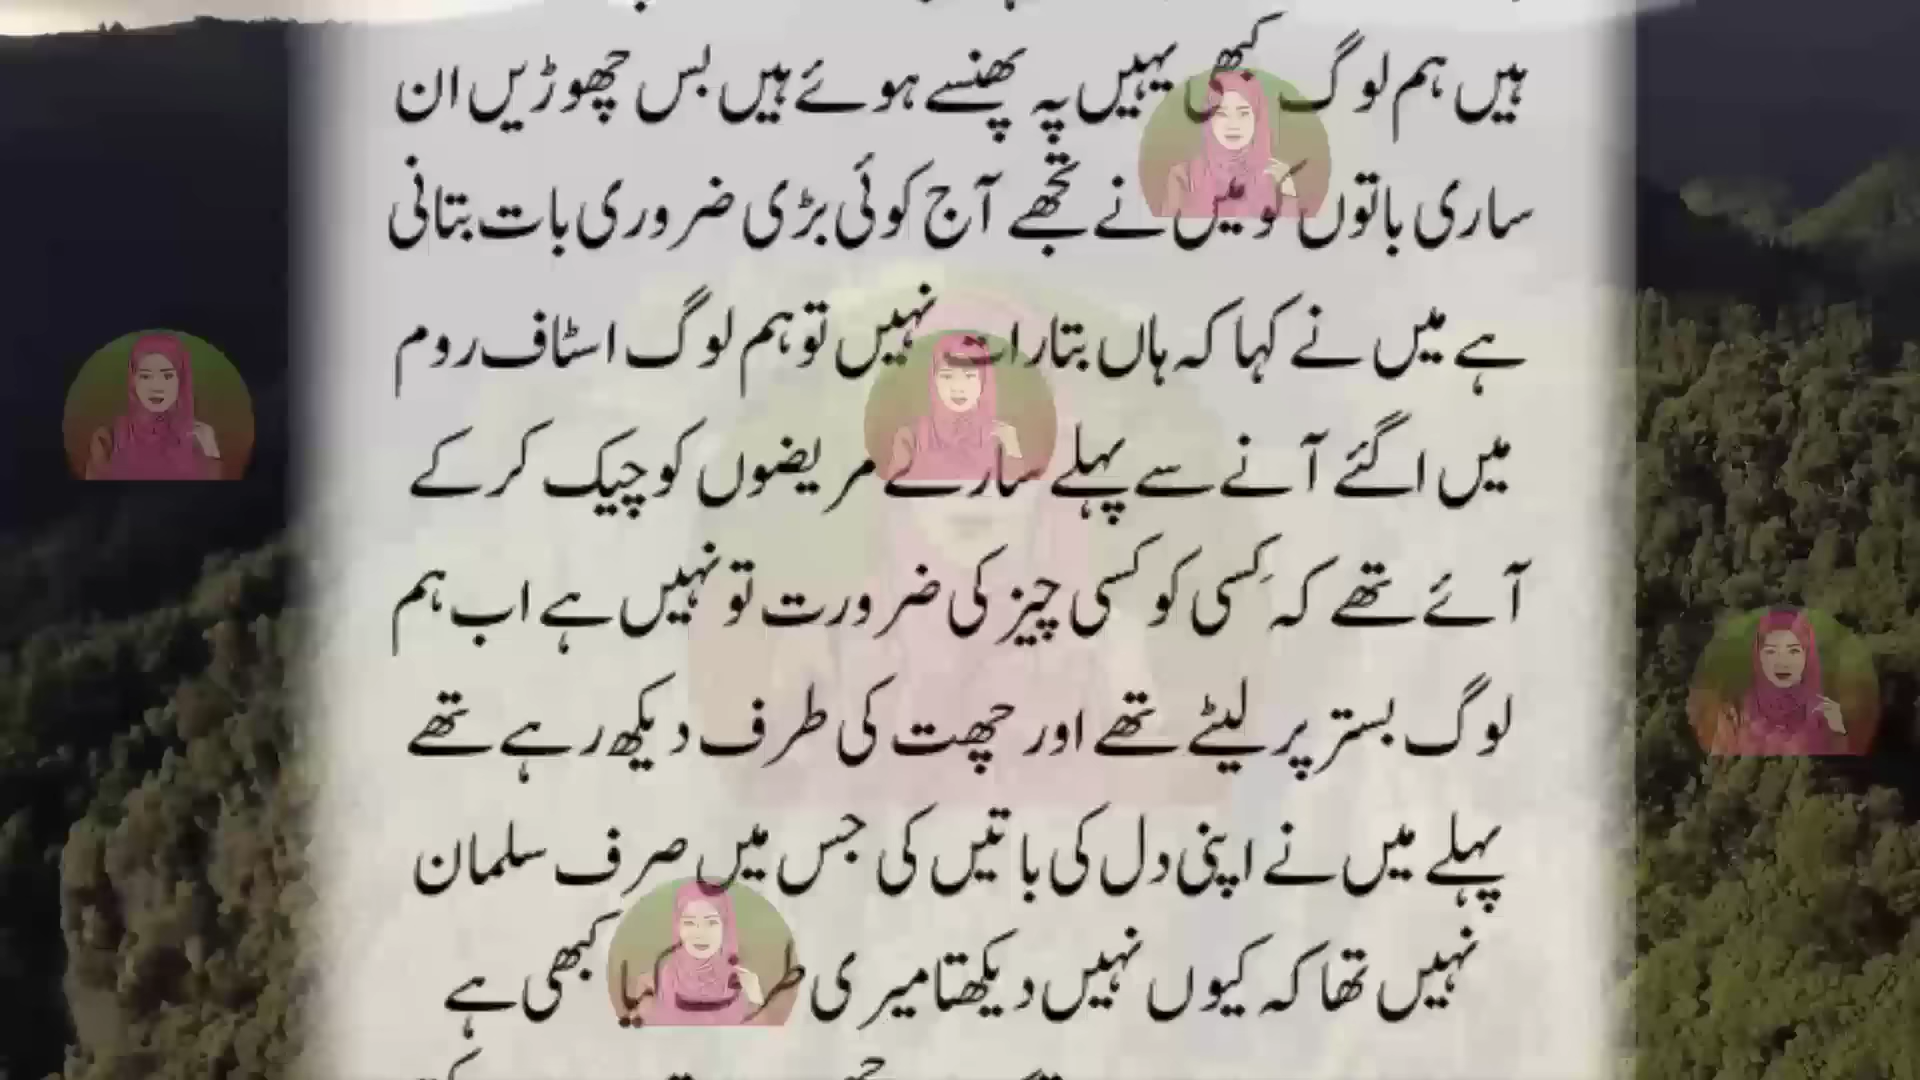 ہیں ہم لوگ کبھی یہیں پہ پھنسے ہوئے ہیں بس چھوڑیں ان
ساری باتوں کو میں نے تجھے آج کوئی بڑی ضروری بات بتانی
ہے میں نے کہا کہ ہاں بتا رات نہیں تو ہم لوگ اسٹاف روم
میں اگئے آنے سے پہلے سارے مریضوں کو چیک کر کے
آئے تھے کہ کِسی کو کسی چیز کی ضرورت تو نہیں ہے اب ہم
لوگ بستر پر لیٹے تھے اور چھت کی طرف دیکھ رہے تھے
پہلے میں نے اپنی دل کی باتیں کی جس میں صرف سلمان
نہیں تھا کہ کیوں نہیں دیکھتا میری طرف کیا کبھی ہے